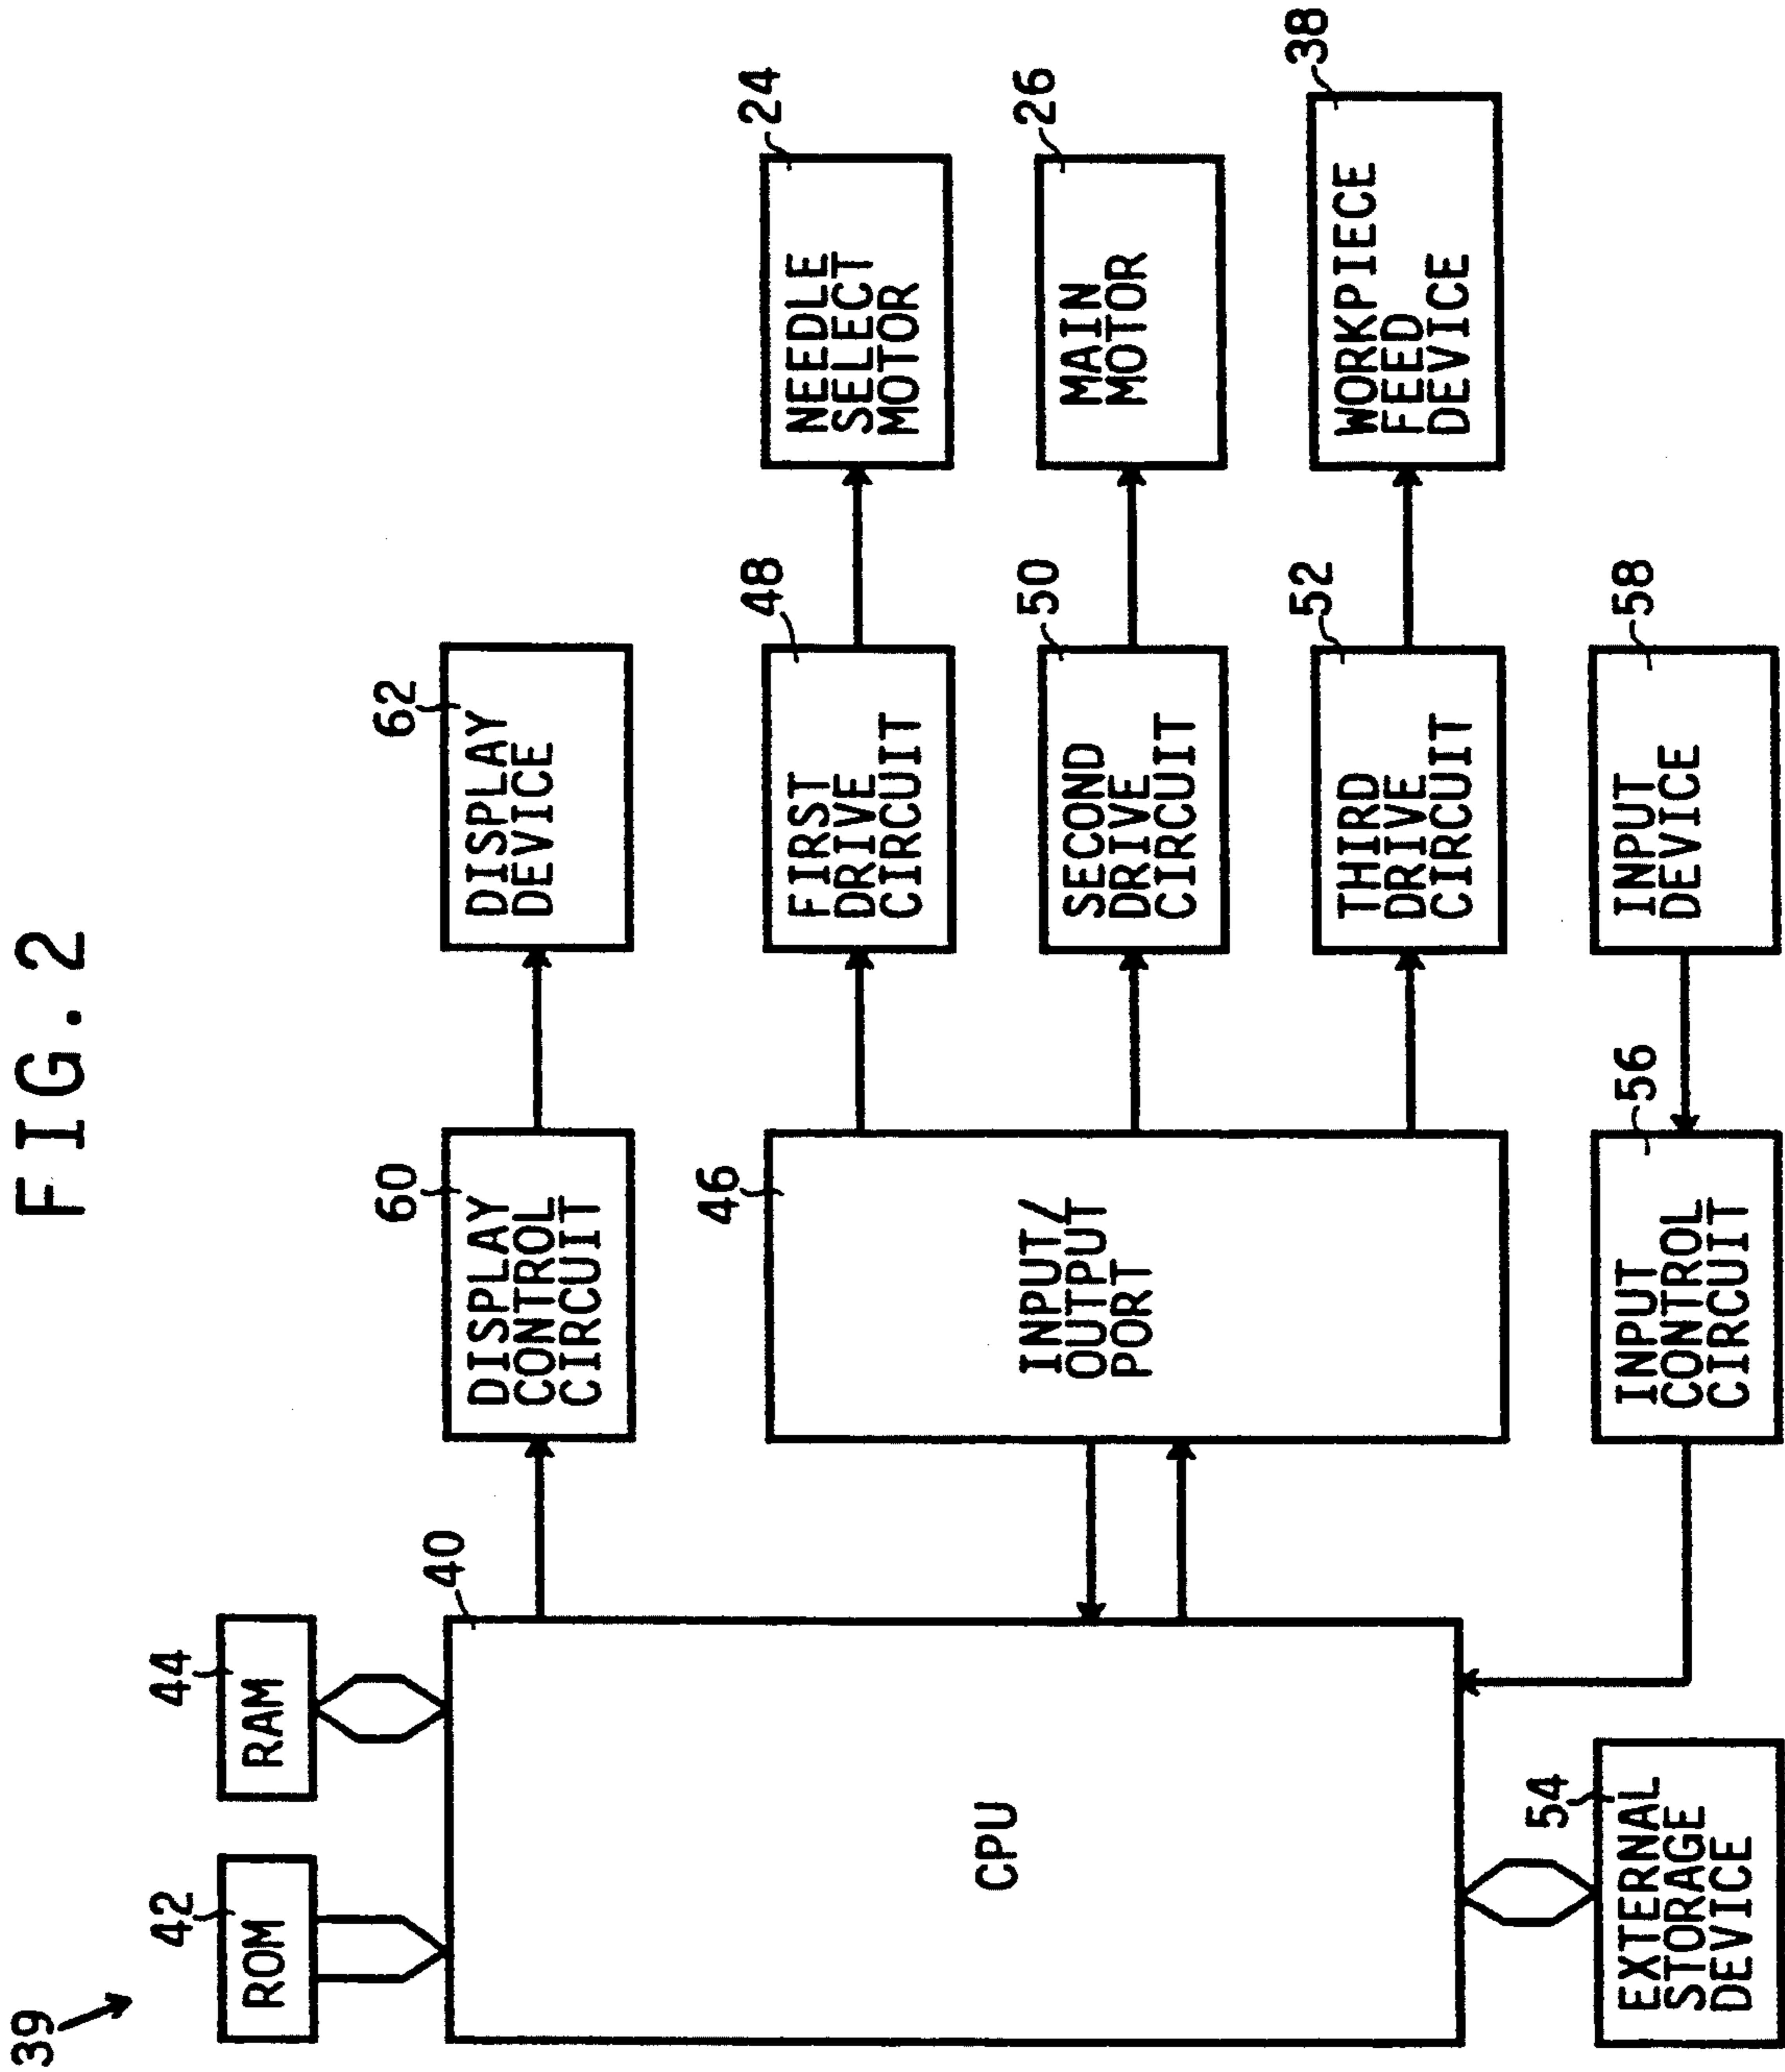 FIG. 2
39
42
ROM
44
RAM
40
CPU
54
EXTERNAL
STORAGE
DEVICE
60
DISPLAY
CONTROL
CIRCUIT
62
DISPLAY
DEVICE
46
INPUT/
OUTPUT
PORT
48
FIRST
DRIVE
CIRCUIT
24
NEEDLE
SELECT
MOTOR
50
SECOND
DRIVE
CIRCUIT
26
MAIN
MOTOR
52
THIRD
DRIVE
CIRCUIT
38
WORKPIECE
FEED
DEVICE
56
INPUT
CONTROL
CIRCUIT
58
INPUT
DEVICE